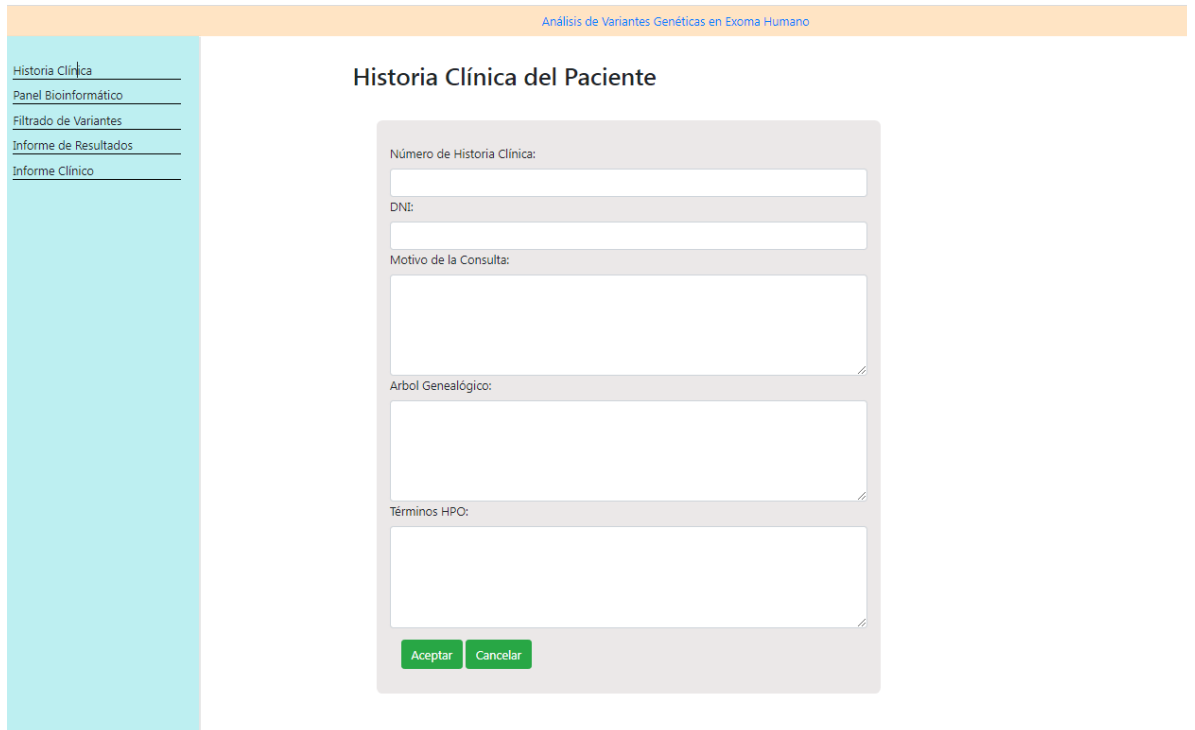 Análisis de Variantes Genéticas en Exoma Humano
Historia Clínica
Panel Bioinformático
Filtrado de Variantes
Informe de Resultados
Informe Clínico
Historia Clínica del Paciente
Número de Historia Clínica:
DNI:
Motivo de la Consulta:
Arbol Genealógico:
Términos HPO:
Aceptar Cancelar